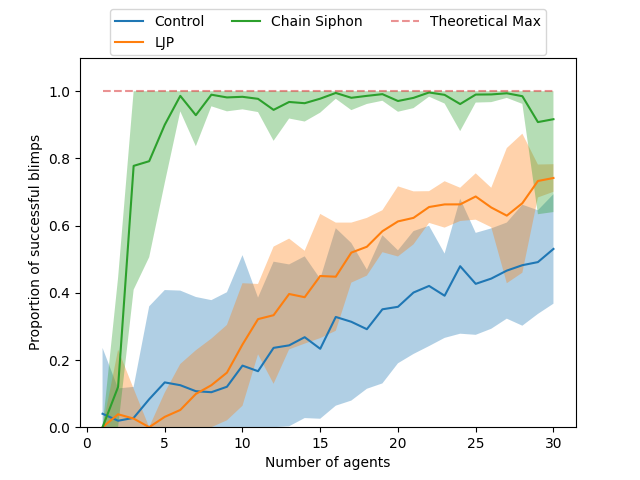 Control
LJP
Chain Siphon
Theoretical Max
Proportion of successful blimps
1.0
0.8
0.6
0.4
0.2
0.0
0
5
10
15
20
25
30
Number of agents